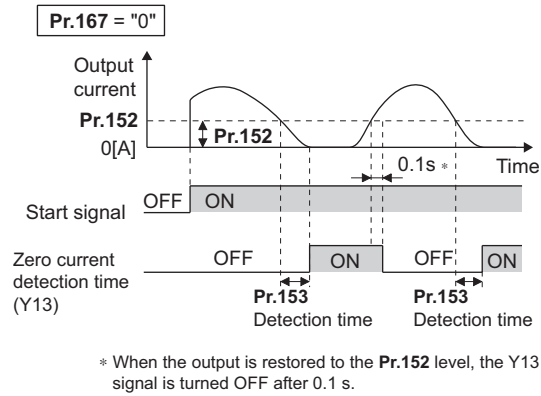 Pr.167 = "0"
Output
current
Pr.152
Pr.152
0[A]
Time
0.1s *
Start signal
OFF
ON
Zero current
detection time
(Y13)
OFF
ON
OFF
ON
Pr.153
Detection time
Pr.153
Detection time
* When the output is restored to the Pr.152 level, the Y13
signal is turned OFF after 0.1 s.